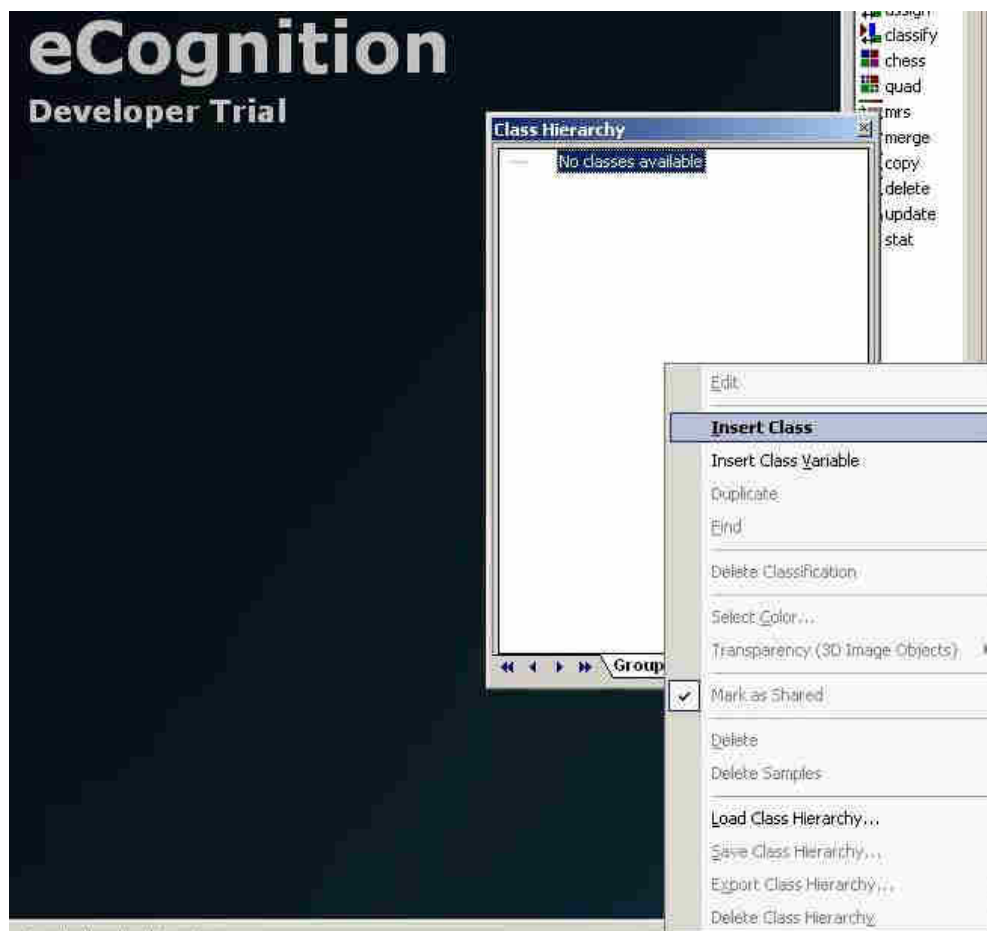 eCognition
Developer Trial
assign
classify
chess
quad
mrs
merge
copy
delete
update
stat
Class Hierarchy
No classes available
Group
Edit
Insert Class
Insert Class Variable
Duplicate
Find
Delete Classification
Select Color...
Transparency (3D Image Objects)
Mark as Shared
Delete
Delete Samples
Load Class Hierarchy...
Save Class Hierarchy...
Export Class Hierarchy...
Delete Class Hierarchy